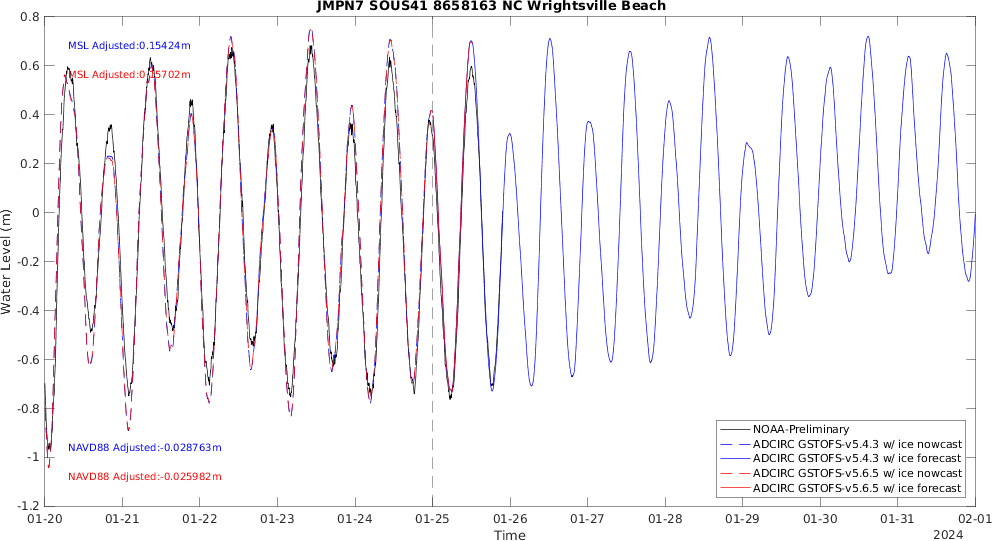 JMPN7 SOUS41 8658163 NC Wrightsville Beach
0.8
0.6
0.4
0.2
0
-0.2
-0.4
-0.6
-0.8
-1
-1.2
Water Level (m)
MSL Adjusted:0.15424m
MSL Adjusted:0.15702m
NAVD88 Adjusted:-0.028763m
NAVD88 Adjusted:-0.025982m
NOAA-Preliminary
ADCIRC GSTOFS-v5.4.3 w/ ice nowcast
ADCIRC GSTOFS-v5.4.3 w/ ice forecast
ADCIRC GSTOFS-v5.6.5 w/ ice nowcast
ADCIRC GSTOFS-v5.6.5 w/ ice forecast
01-20 01-21 01-22 01-23 01-24 01-25 01-26 01-27 01-28 01-29 01-30 01-31 02-01
Time
2024